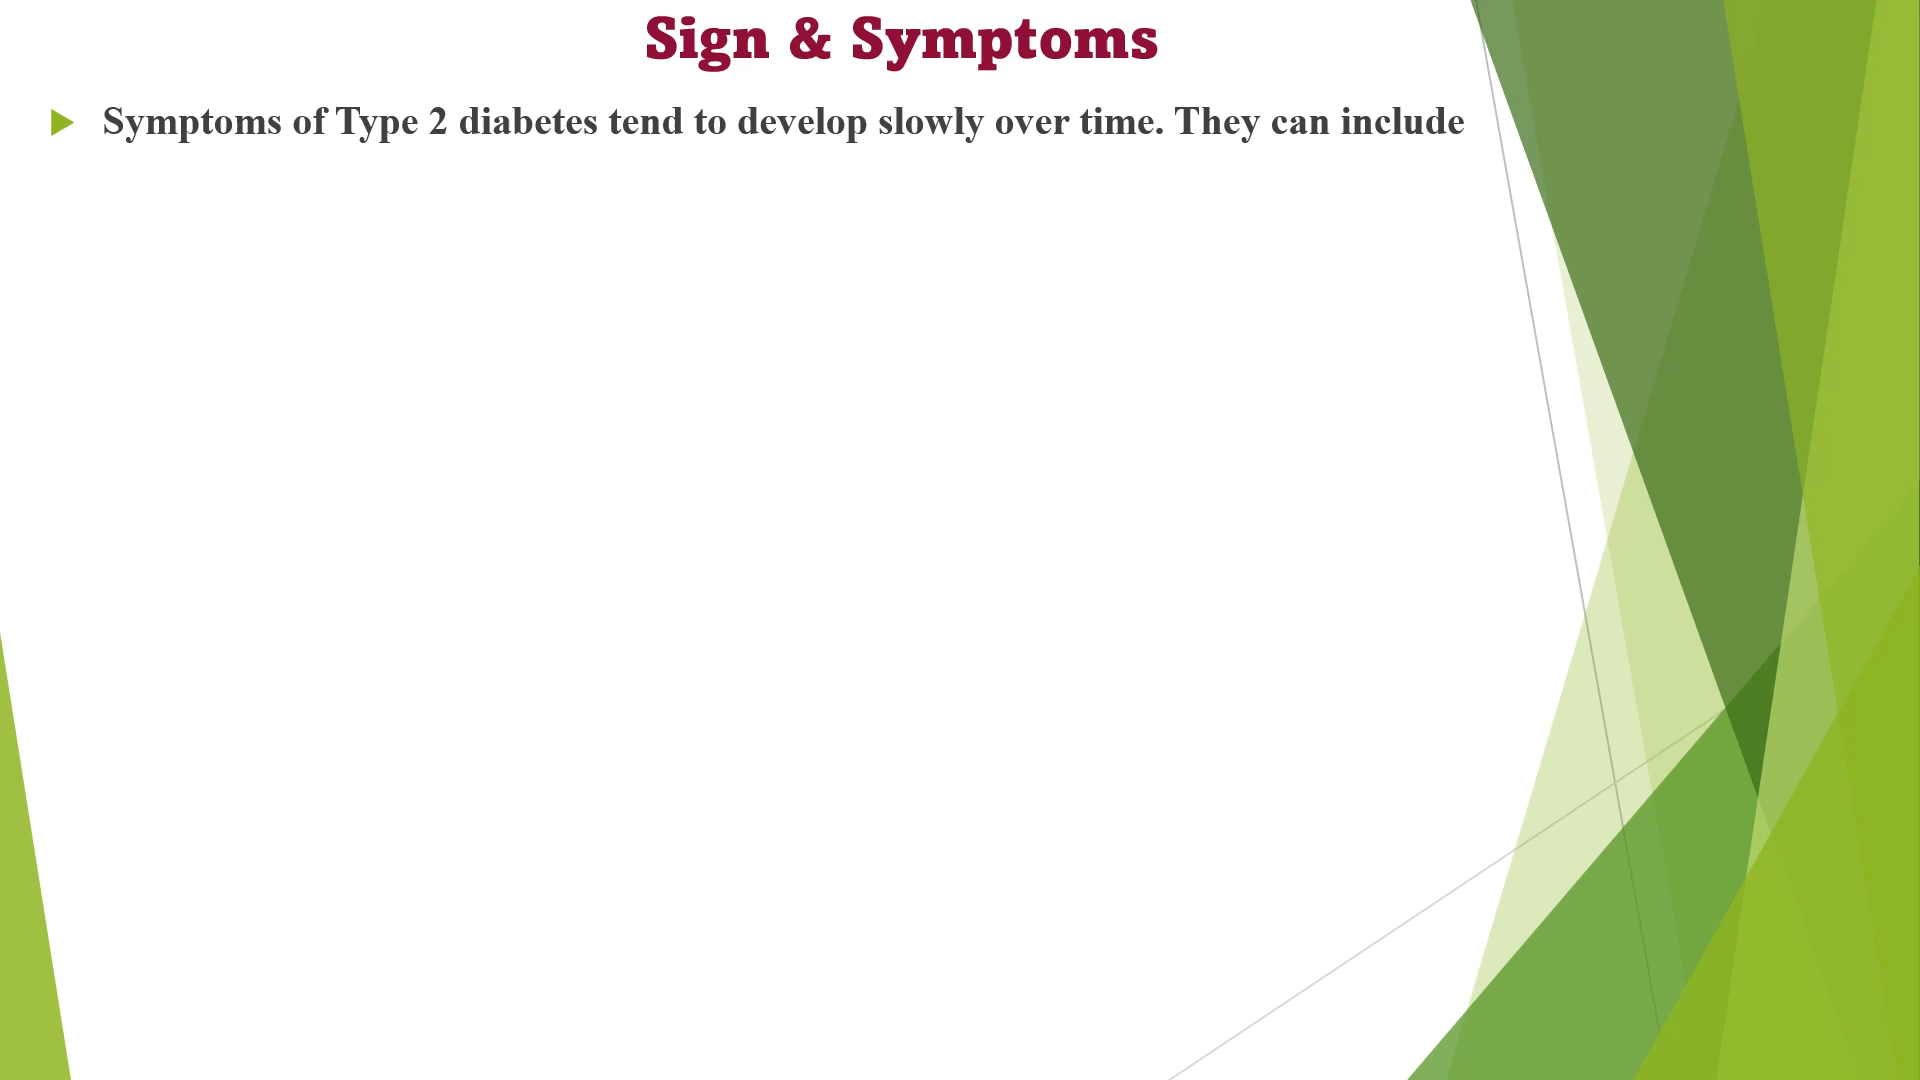 Sign & Symptoms
Symptoms of Type 2 diabetes tend to develop slowly over time. They can include